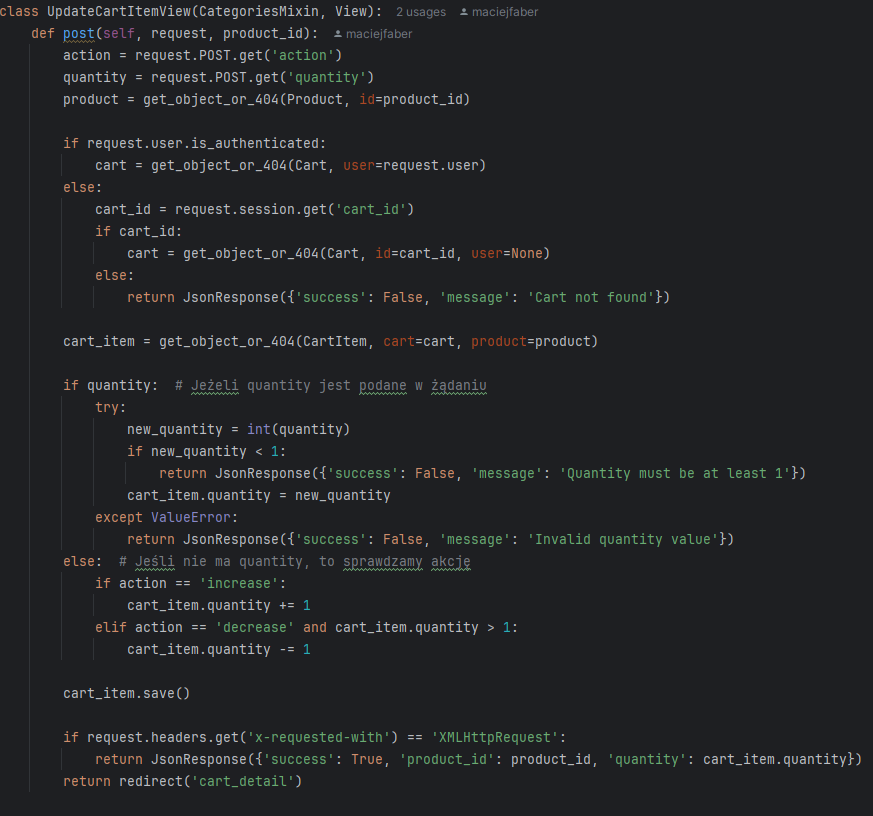 class UpdateCartItemView(CategoriesMixin, View): 2 usages maciejfaber
def post(self, request, product_id): maciejfaber
action = request.POST.get('action')
quantity = request.POST.get('quantity')
product = get_object_or_404(Product, id=product_id)
if request.user.is_authenticated:
cart = get_object_or_404(Cart, user=request.user)
else:
cart_id = request.session.get('cart_id')
if cart_id:
cart = get_object_or_404(Cart, id=cart_id, user=None)
else:
return JsonResponse({'success': False, 'message': 'Cart not found'})
cart_item = get_object_or_404(CartItem, cart=cart, product=product)
if quantity: # Jeżeli quantity jest podane w żądaniu
try:
new_quantity = int(quantity)
if new_quantity < 1:
return JsonResponse({'success': False, 'message': 'Quantity must be at least 1'})
cart_item.quantity = new_quantity
except ValueError:
return JsonResponse({'success': False, 'message': 'Invalid quantity value'})
else: # Jeśli nie ma quantity, to sprawdzamy akcję
if action == 'increase':
cart_item.quantity += 1
elif action == 'decrease' and cart_item.quantity > 1:
cart_item.quantity -= 1
cart_item.save()
if request.headers.get('x-requested-with') == 'XMLHttpRequest':
return JsonResponse({'success': True, 'product_id': product_id, 'quantity': cart_item.quantity})
return redirect('cart_detail')